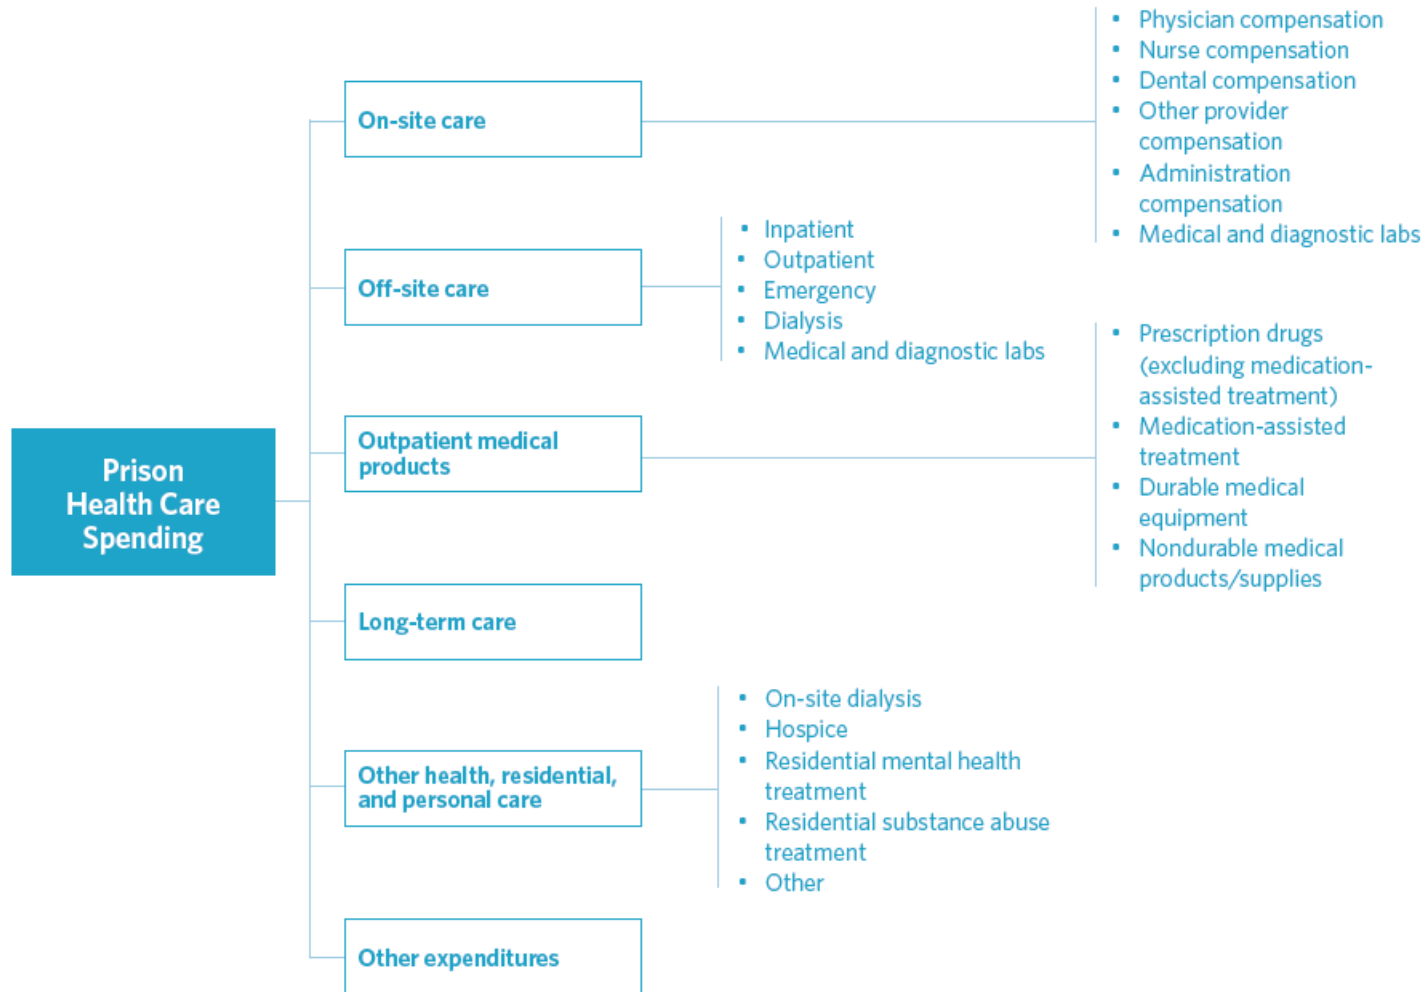 Prison
Health Care
Spending
On-site care
• Physician compensation
• Nurse compensation
• Dental compensation
• Other provider
compensation
• Administration
compensation
• Medical and diagnostic labs
Off-site care
• Inpatient
• Outpatient
• Emergency
• Dialysis
• Medical and diagnostic labs
Outpatient medical
products
• Prescription drugs
(excluding medication-
assisted treatment)
• Medication-assisted
treatment
• Durable medical
equipment
• Nondurable medical
products/supplies
Long-term care
Other health, residential,
and personal care
• On-site dialysis
• Hospice
• Residential mental health
treatment
• Residential substance abuse
treatment
• Other
Other expenditures